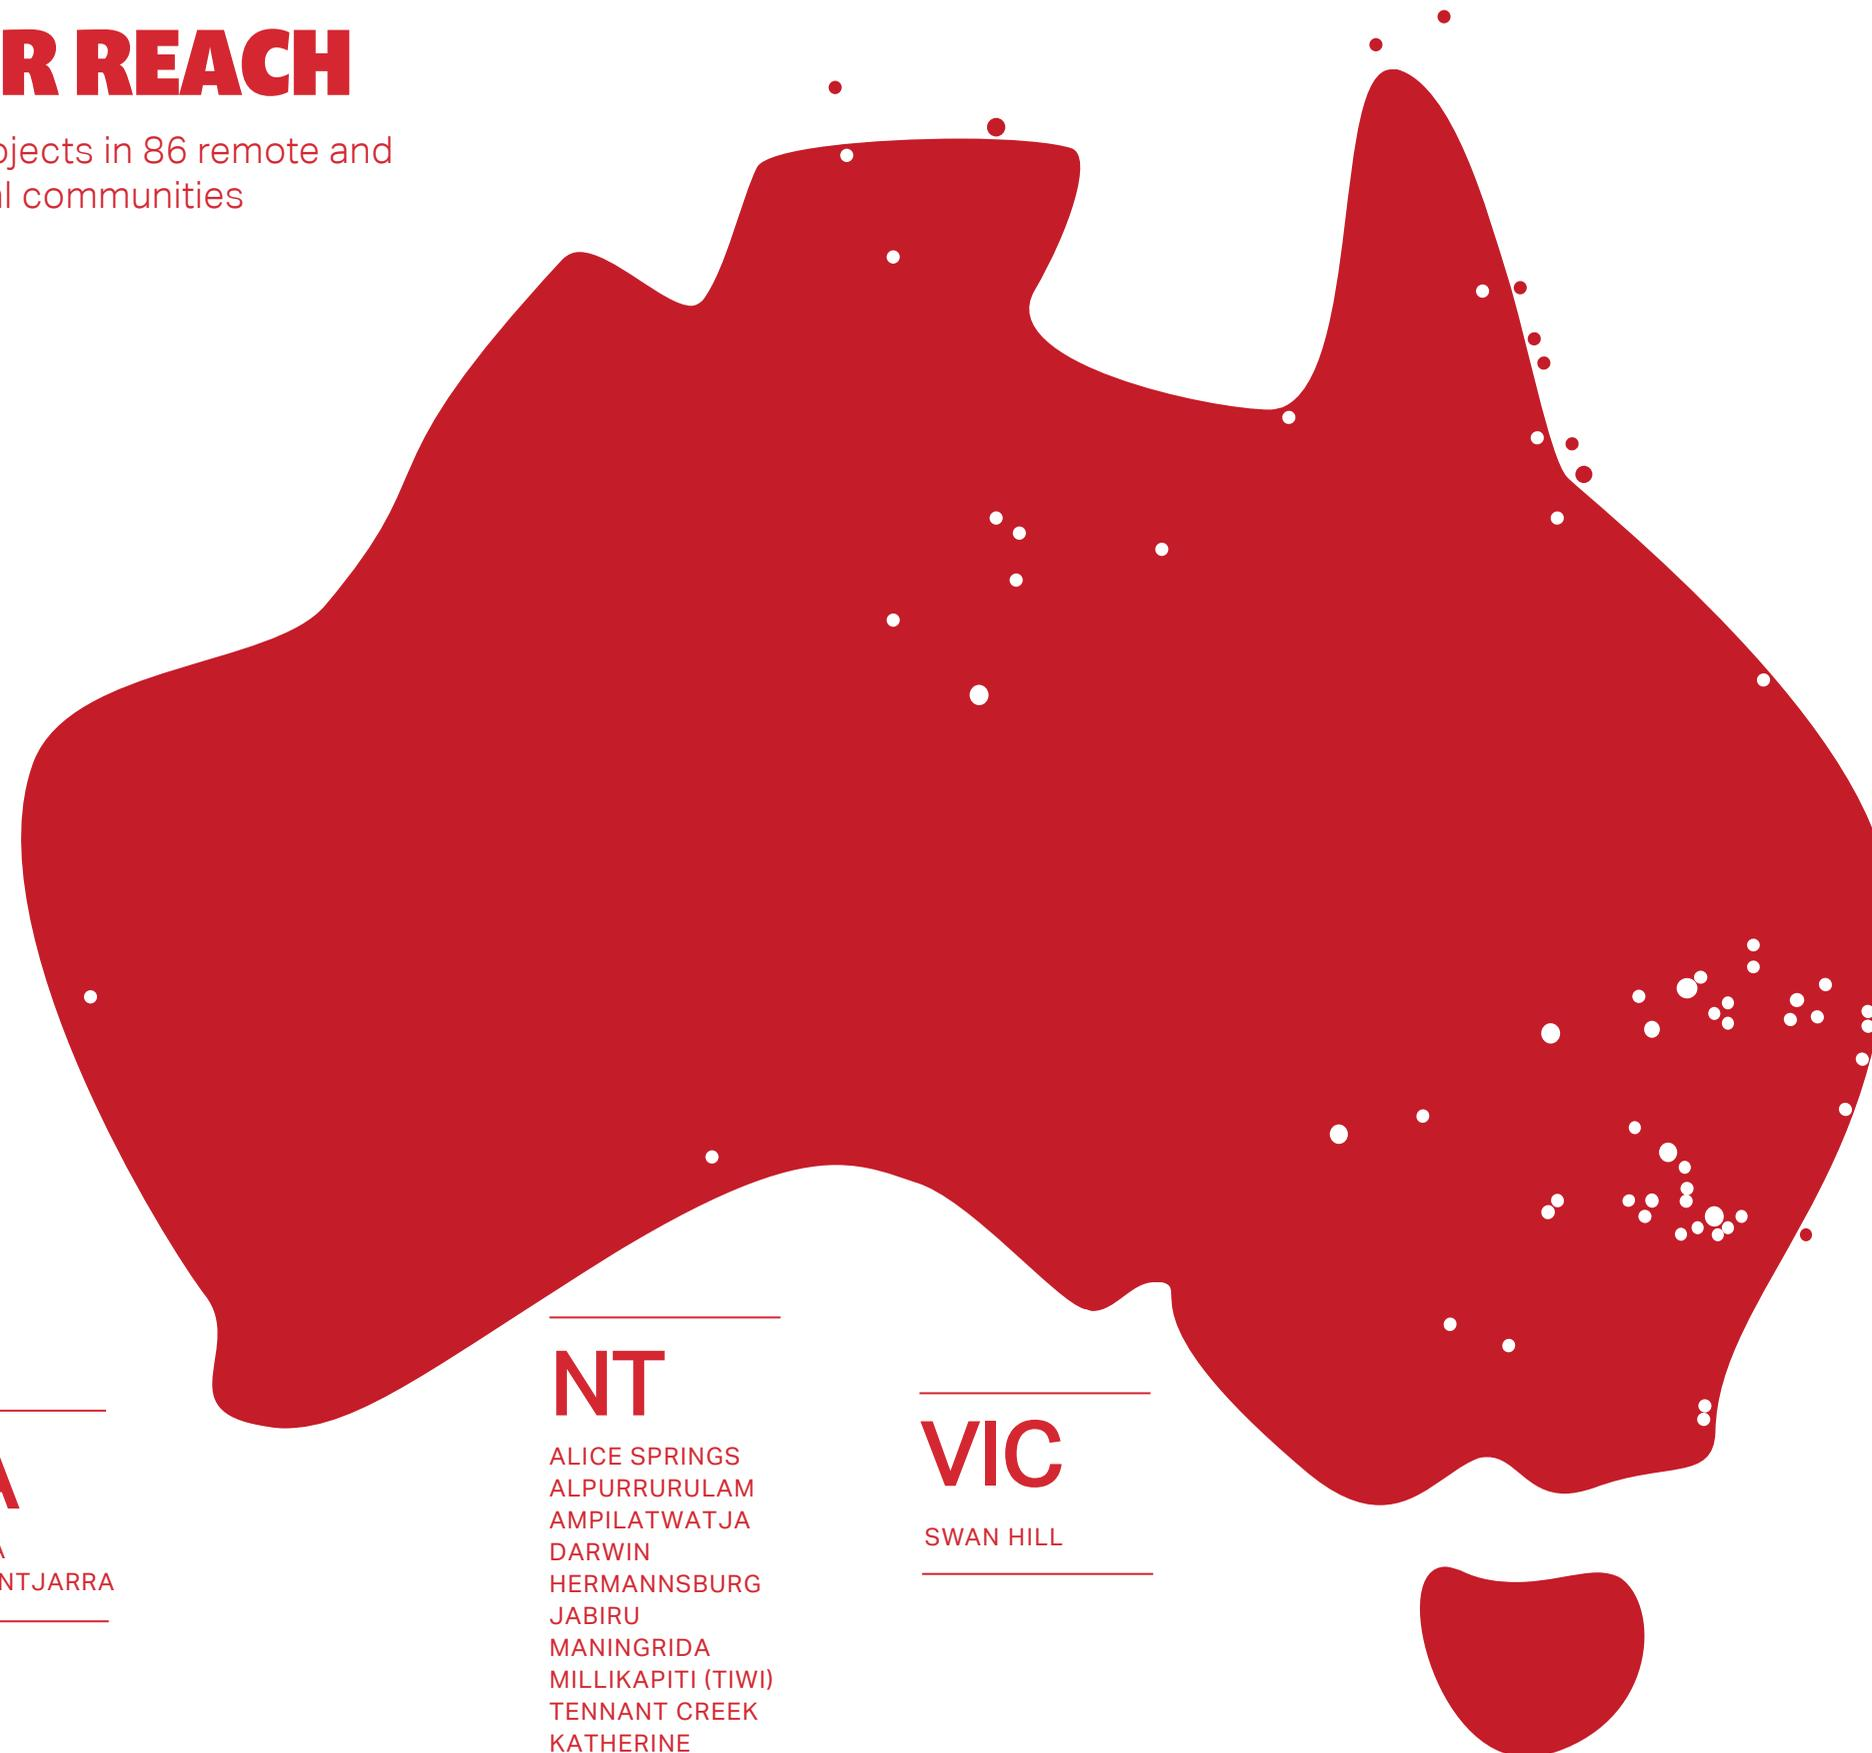 R REACH
jects in 86 remote and
l communities
NT
ALICE SPRINGS
ALPURRURULAM
AMPILATWATJA
DARWIN
HERMANNSBURG
JABIRU
MANINGRIDA
MILLIKAPITI (TIWI)
TENNANT CREEK
KATHERINE
VIC
SWAN HILL
A
A
NTJARRA